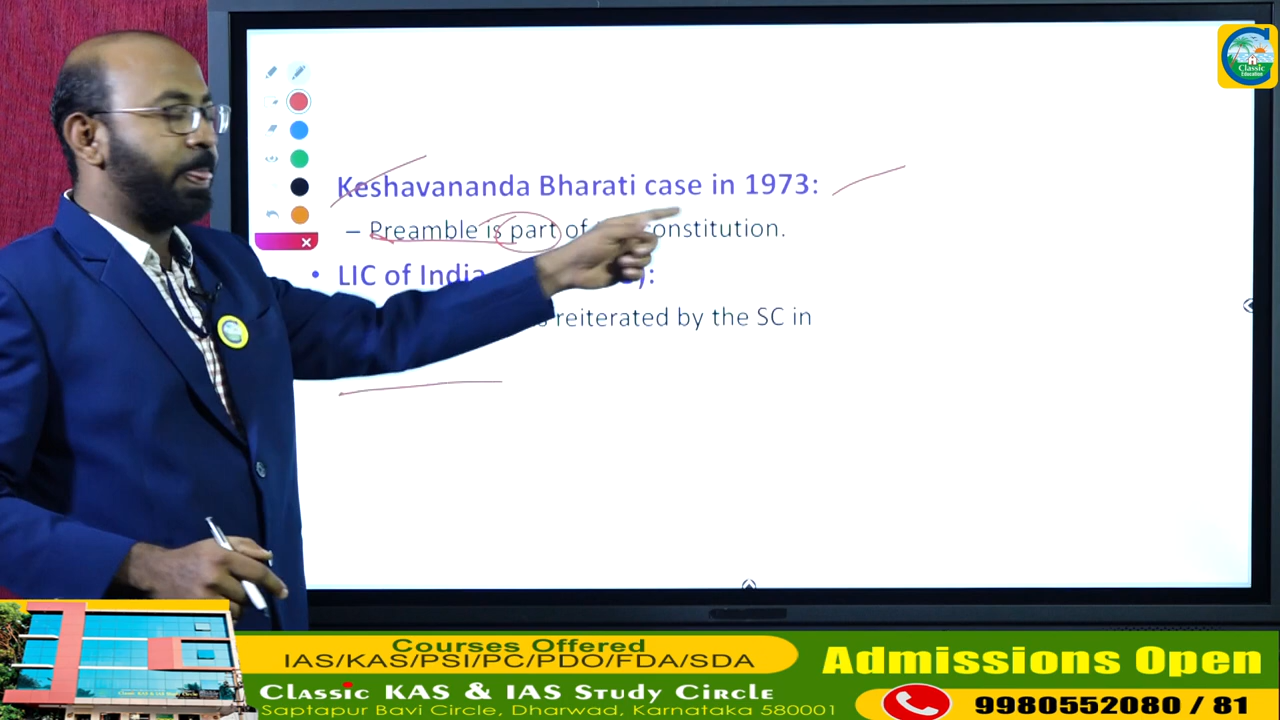 Classic
Education
Keshavananda Bharati case in 1973:
– Preamble is part of constitution.
• LIC of India
reiterated by the SC in
Courses Offered
IAS/KAS/PSI/PC/PDO/FDA/SDA
Classic KAS & IAS Study Circle
Saptapur Bavi Circle, Dharwad, Karnataka 580001
Admissions Open
9980552080 / 81